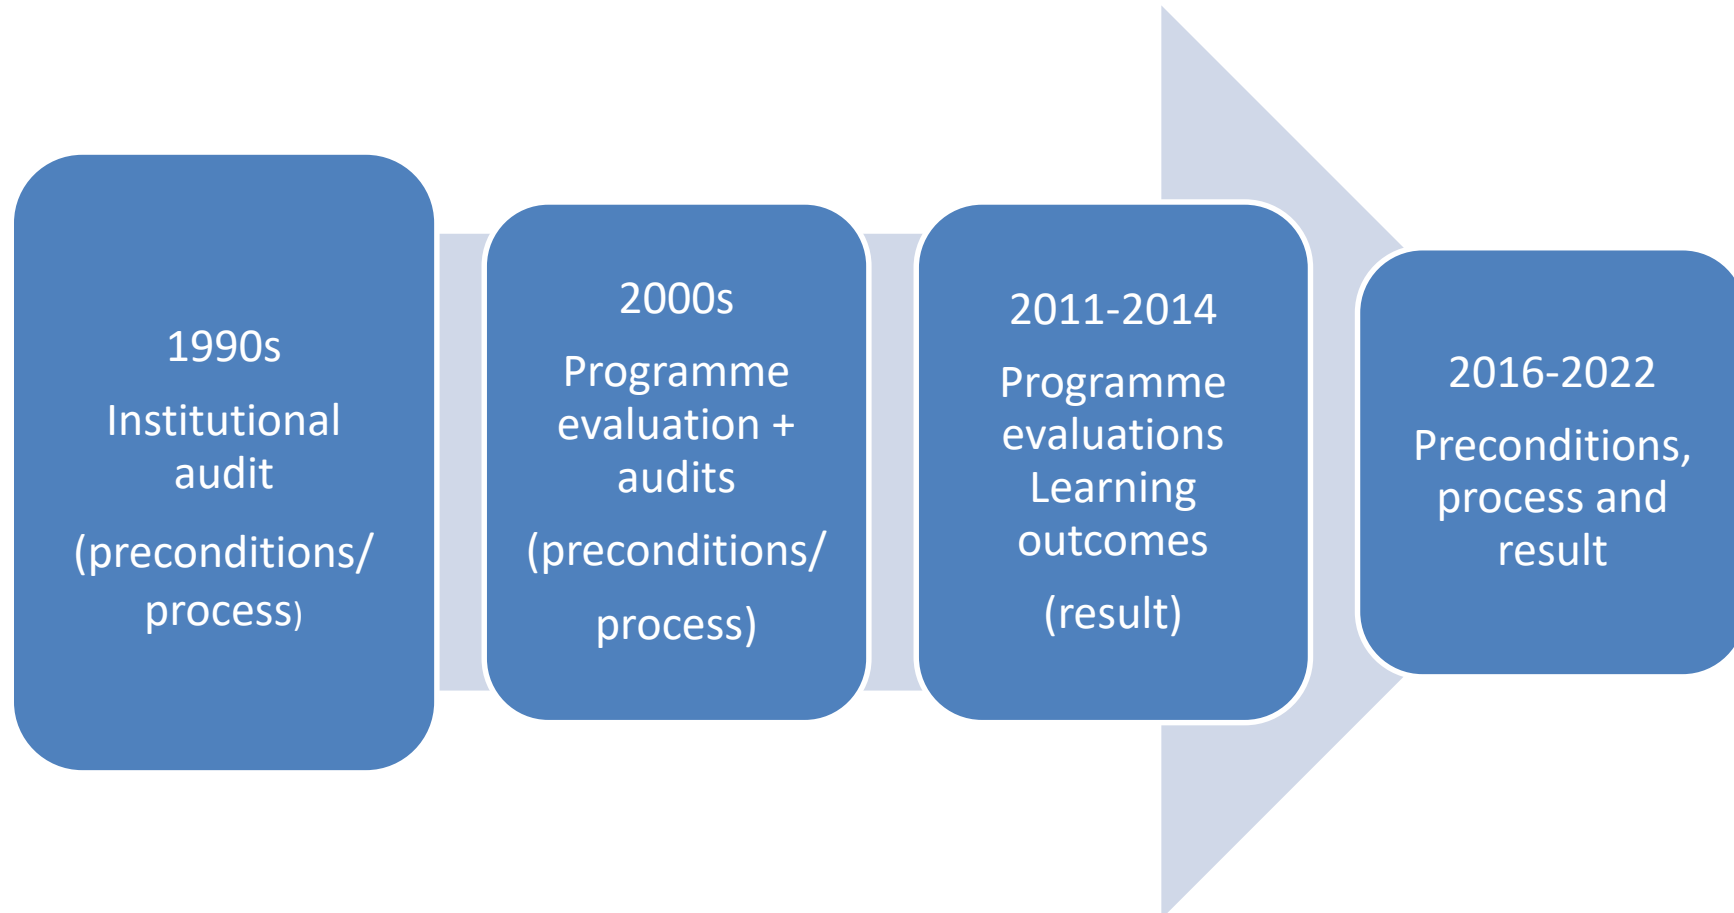 1990s
Institutional
audit
(preconditions/
process)
2000s
Programme
evaluation +
audits
(preconditions/
process)
2011-2014
Programme
evaluations
Learning
outcomes
(result)
2016-2022
Preconditions,
process and
result